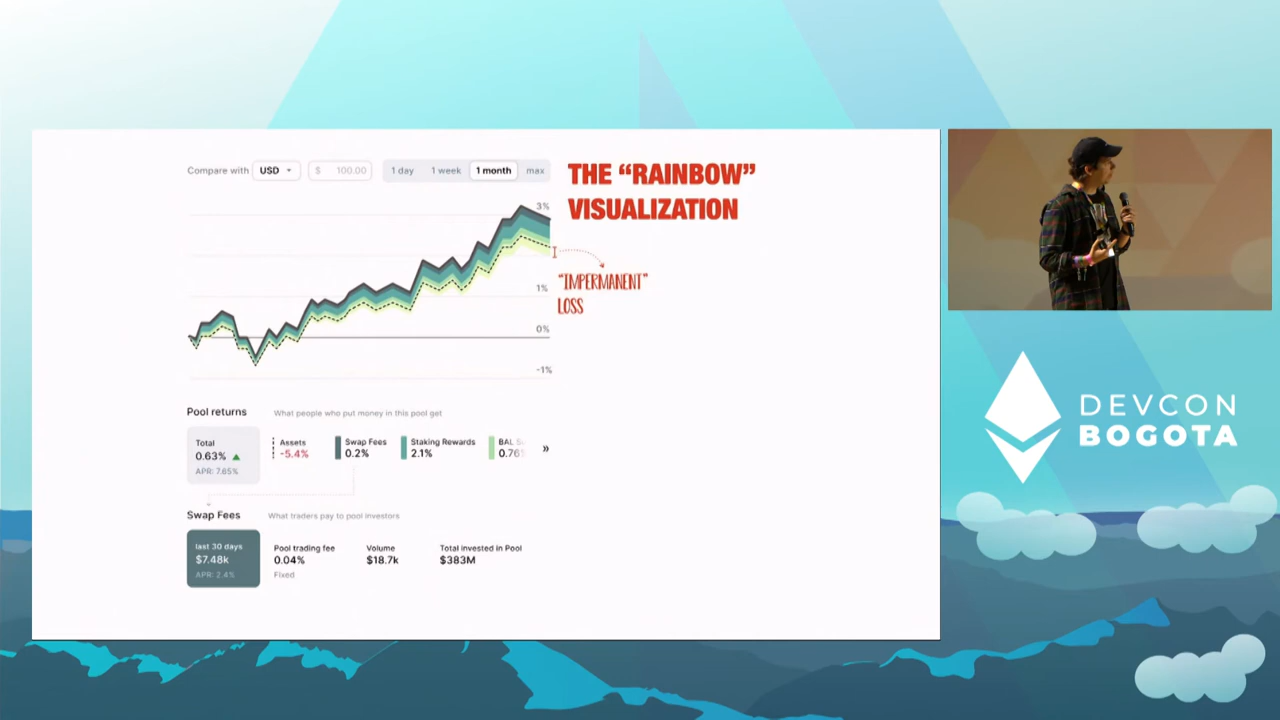 Compare with USD $ 100.00 1 day 1 week 1 month max
THE “RAINBOW”
VISUALIZATION
3%
“IMPERMANENT”
LOSS
1%
0%
-1%
Pool returns What people who put money in this pool get
Total
0.63%
APR: 7.65%
Assets
-5.4%
Swap Fees
0.2%
Staking Rewards
2.1%
BAL
0.76
»
Swap Fees What traders pay to pool investors
last 30 days
$7.48k
APR: 2.4%
Pool trading fee
0.04%
Fixed
Volume
$18.7k
Total invested in Pool
$383M
DEVCON
BOGOTA